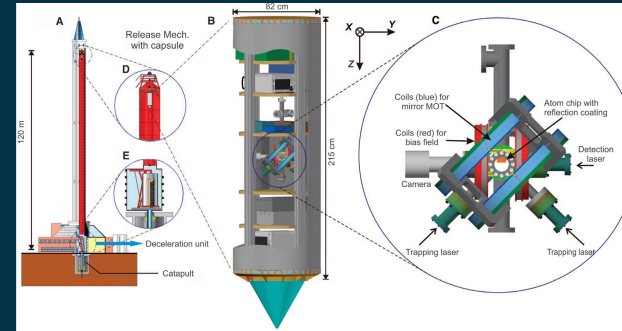 A
B
C
D
E
82 cm
Release Mech.
with capsule
X
Y
Z
120 m
215 cm
Coils (blue) for
mirror MOT
Atom chip with
reflection coating
Coils (red) for
bias field
Detection
laser
Camera
Trapping laser
Trapping laser
Deceleration unit
Catapult